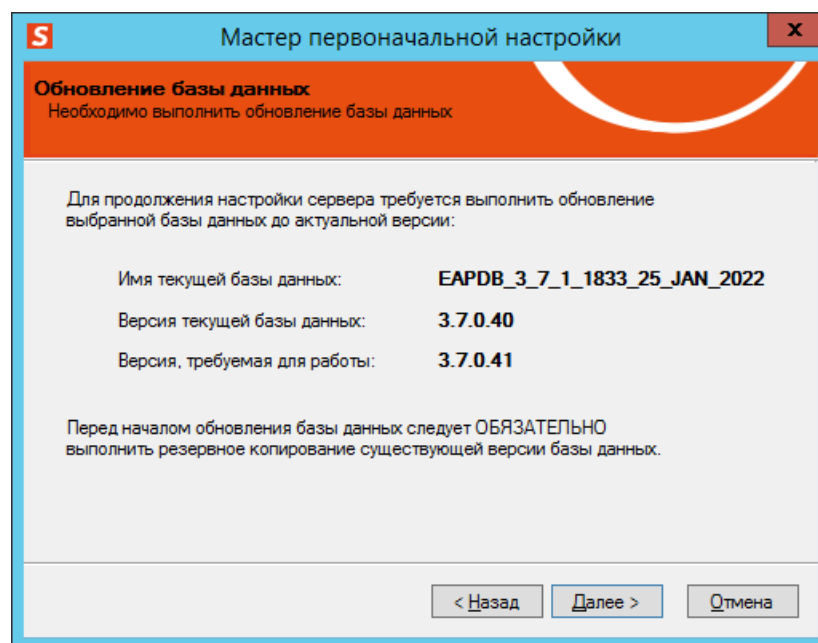 S
Мастер первоначальной настройки
x
Обновление базы данных
Необходимо выполнить обновление базы данных
Для продолжения настройки сервера требуется выполнить обновление
выбранной базы данных до актуальной версии:
Имя текущей базы данных: EAPDB_3_7_1_1833_25_JAN_2022
Версия текущей базы данных: 3.7.0.40
Версия, требуемая для работы: 3.7.0.41
Перед началом обновления базы данных следует ОБЯЗАТЕЛЬНО
выполнить резервное копирование существующей версии базы данных.
< Назад Далее > Отмена